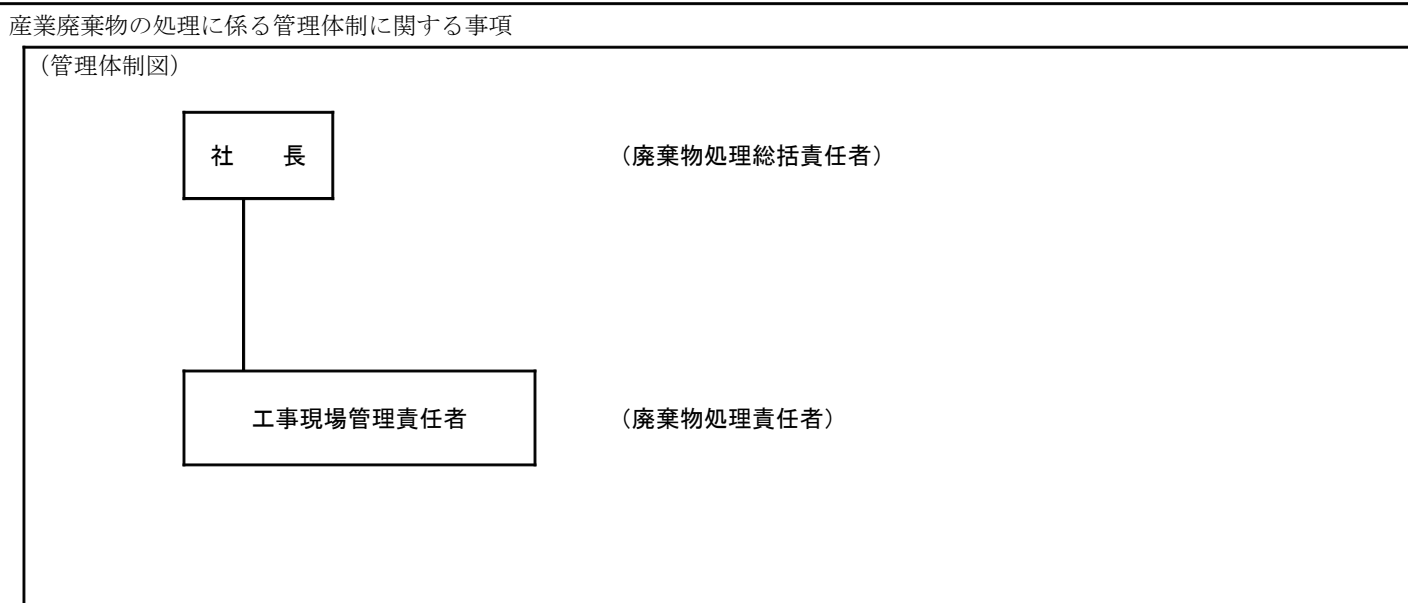 産業廃棄物の処理に係る管理体制に関する事項
（管理体制図）
社　　長　（廃棄物処理総括責任者）
工事現場管理責任者　（廃棄物処理責任者）